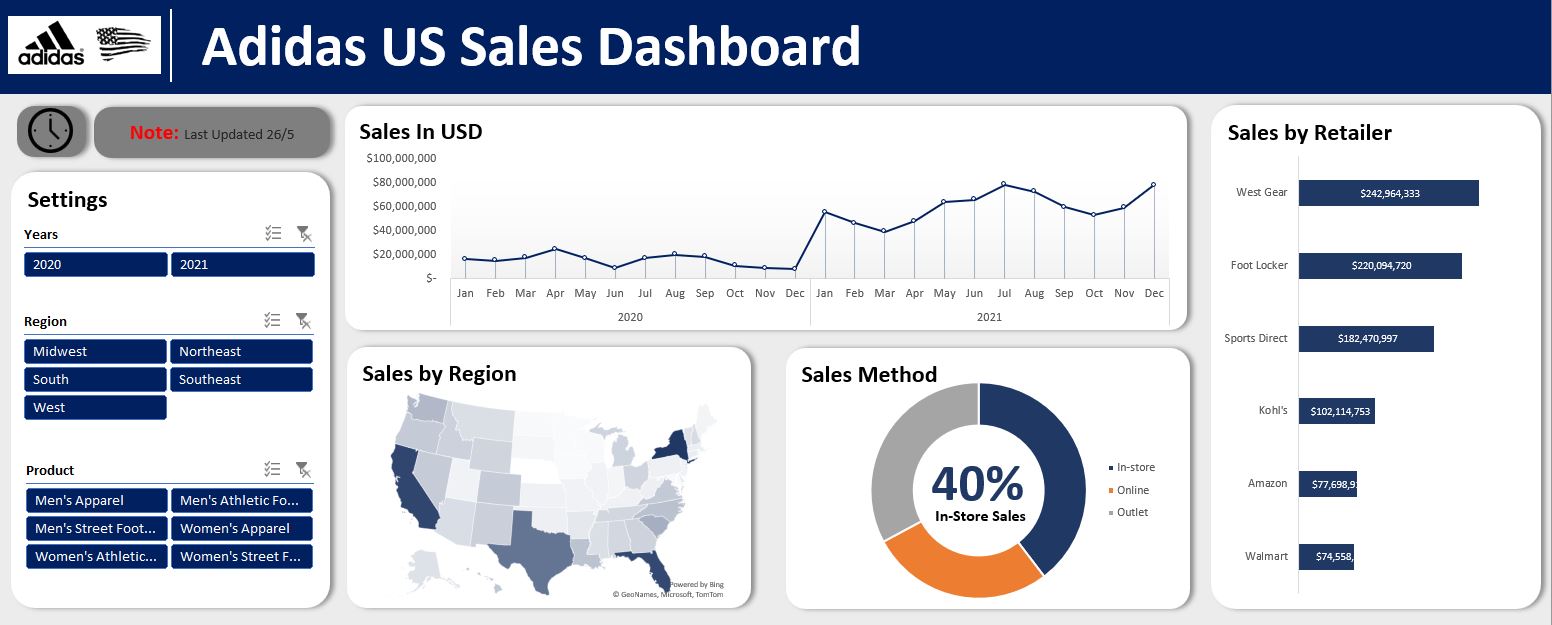 adidas
Adidas US Sales Dashboard
Note: Last Updated 26/5
Settings
Years
2020
2021
Region
Midwest
Northeast
South
Southeast
West
Product
Men's Apparel
Men's Athletic Fo...
Men's Street Foot...
Women's Apparel
Women's Athletic...
Women's Street F...
Sales In USD
$100,000,000
$80,000,000
$60,000,000
$40,000,000
$20,000,000
$-
Jan Feb Mar Apr May Jun Jul Aug Sep Oct Nov Dec Jan Feb Mar Apr May Jun Jul Aug Sep Oct Nov Dec
2020 2021
Sales by Region
Powered by Bing
© GeoNames, Microsoft, TomTom
Sales Method
40%
In-Store Sales
In-store
Online
Outlet
Sales by Retailer
West Gear $242,964,333
Foot Locker $220,094,720
Sports Direct $182,470,997
Kohl's $102,114,753
Amazon $77,698,9
Walmart $74,558,